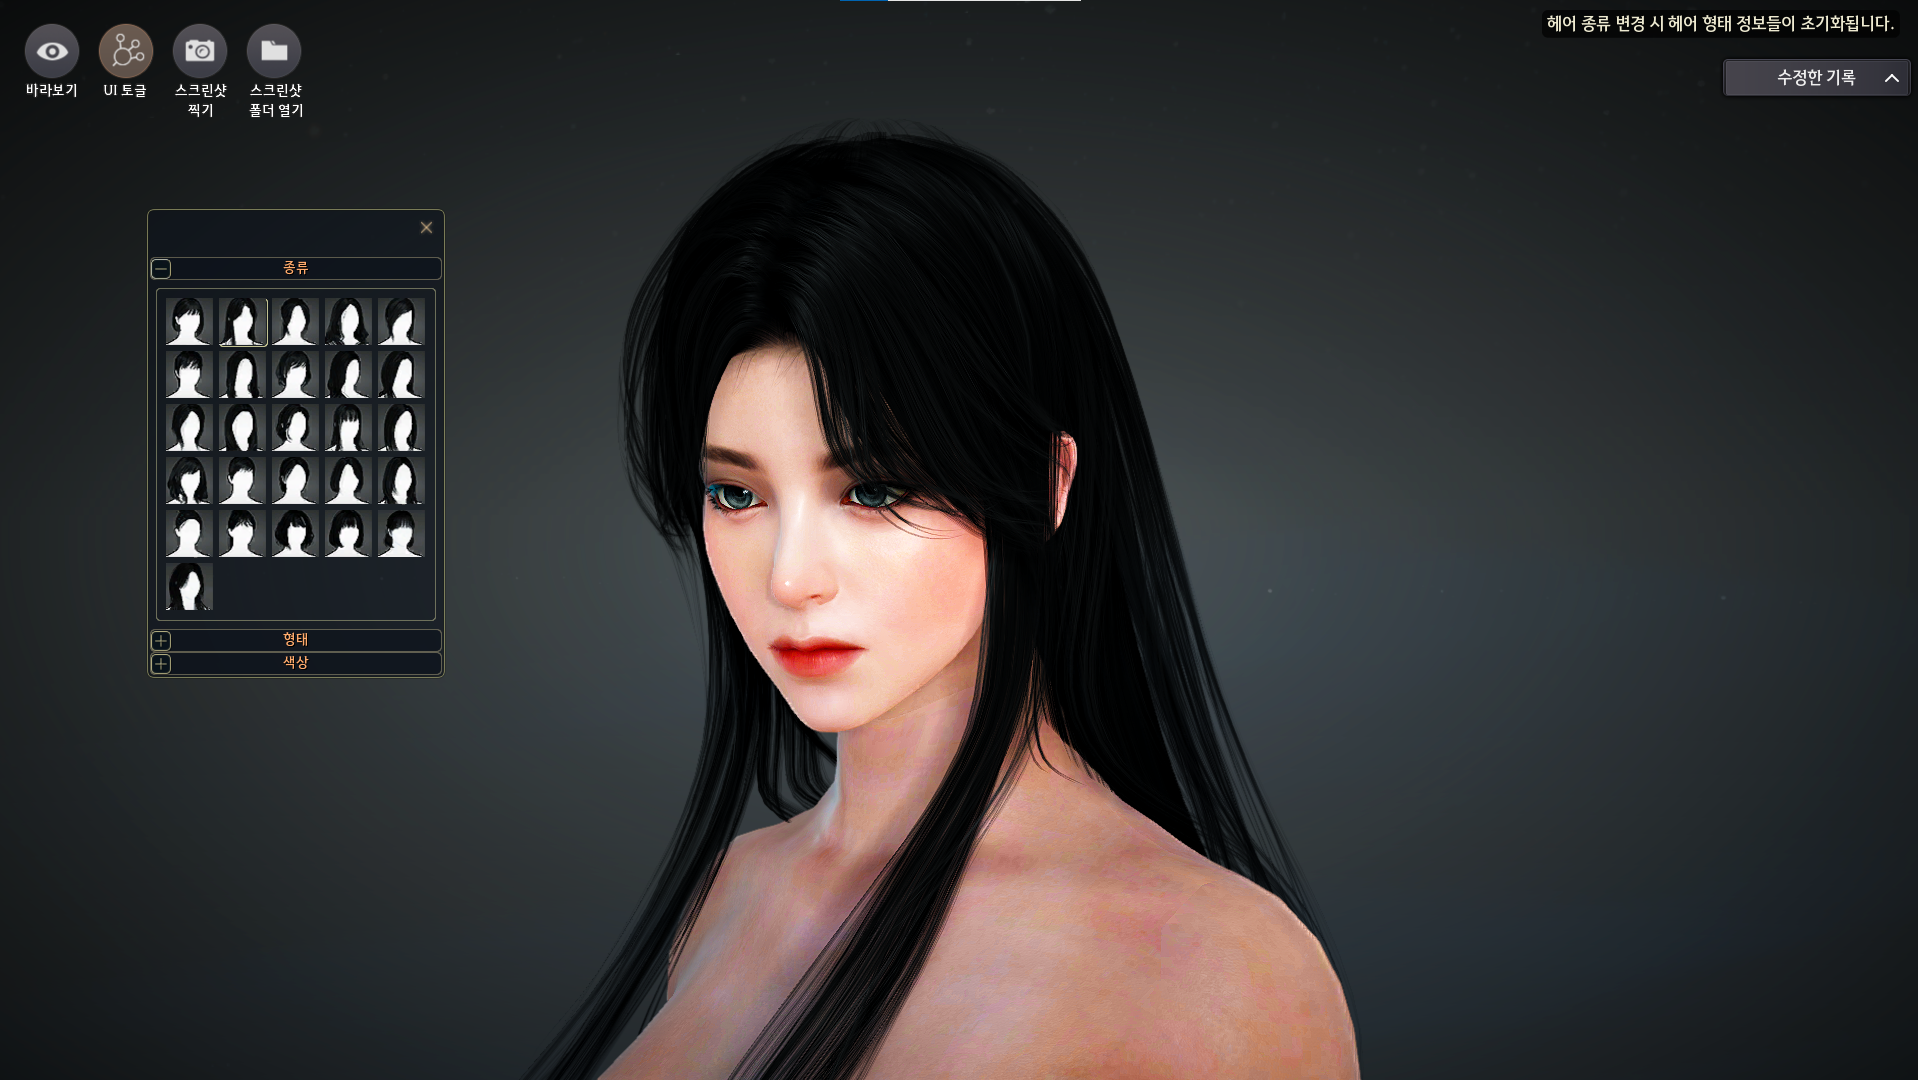 헤어 종류 변경 시 헤어 형태 정보들이 초기화됩니다.
바라보기
UI 토글
스크린샷
찍기
스크린샷
폴더 열기
수정한 기록
종류
형태
색상